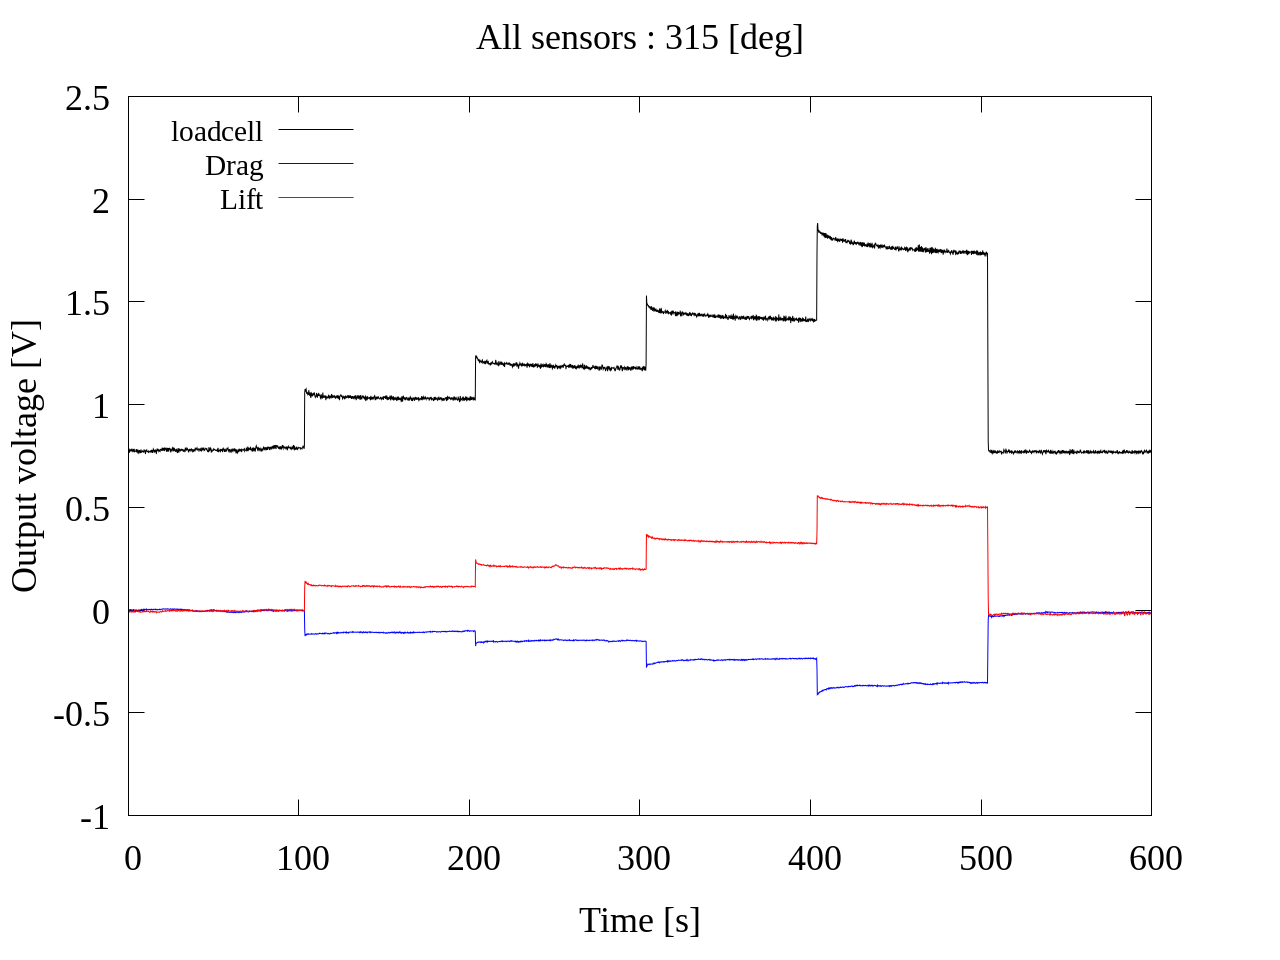 All sensors : 315 [deg]
2.5
2
1.5
1
0.5
0
-0.5
-1
loadcell
Drag
Lift
Output voltage [V]
0 100 200 300 400 500 600
Time [s]